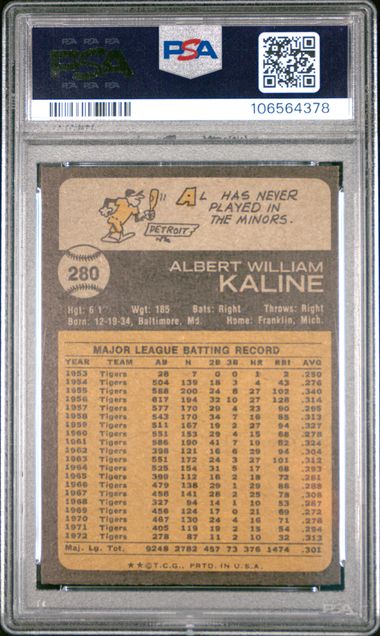 PSA
PSA
106564378
AL HAS NEVER
PLAYED IN
THE MINORS.
DETROIT
280
ALBERT WILLIAM
KALINE
Hgt: 6'1" Wgt: 185 Bats: Right Throws: Right
Born: 12-19-34, Baltimore, Md. Home: Franklin, Mich.
MAJOR LEAGUE BATTING RECORD
YEAR TEAM AB H 2B 3B HR RBI AVG
1953 Tigers 28 7 0 0 1 2 .250
1954 Tigers 504 139 18 3 4 43 .276
1955 Tigers 588 200 24 8 27 102 .340
1956 Tigers 617 194 32 10 27 128 .314
1957 Tigers 577 170 29 4 23 90 .295
1958 Tigers 543 170 34 7 16 85 .313
1959 Tigers 511 167 19 2 27 94 .327
1960 Tigers 551 153 29 4 15 68 .278
1961 Tigers 586 190 41 7 19 82 .324
1962 Tigers 398 121 16 6 29 94 .304
1963 Tigers 551 172 24 3 27 101 .312
1964 Tigers 525 154 31 5 17 68 .293
1965 Tigers 399 112 18 2 18 72 .281
1966 Tigers 479 138 29 1 29 88 .288
1967 Tigers 458 141 28 2 25 78 .308
1968 Tigers 327 94 14 1 10 53 .287
1969 Tigers 456 124 17 0 21 69 .272
1970 Tigers 467 130 24 4 16 71 .278
1971 Tigers 405 119 19 2 15 54 .294
1972 Tigers 278 87 11 2 10 32 .313
Maj. Lg. Tot. 9248 2782 457 73 376 1474 .301
★★©T.C.G., PRTD. IN U.S.A.